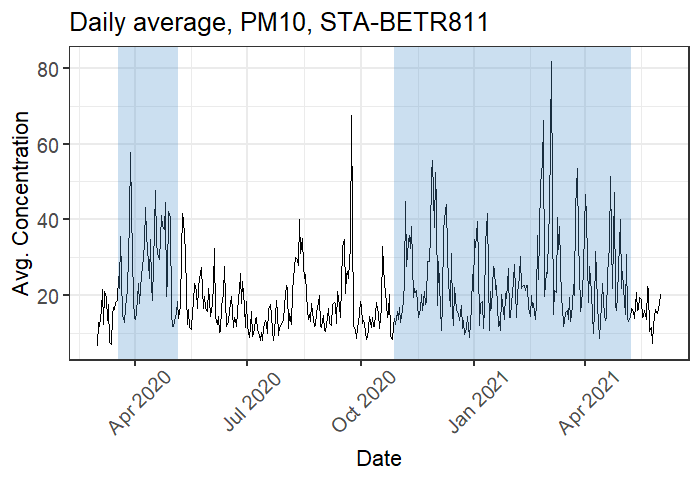 Daily average, PM10, STA-BETR811
Avg. Concentration
80
60
40
20
Apr 2020
Jul 2020
Oct 2020
Jan 2021
Apr 2021
Date